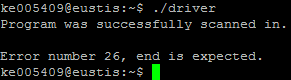 ke005409@eustis:~$ ./driver
Program was successfully scanned in.
Error number 26, end is expected.
ke005409@eustis:~$